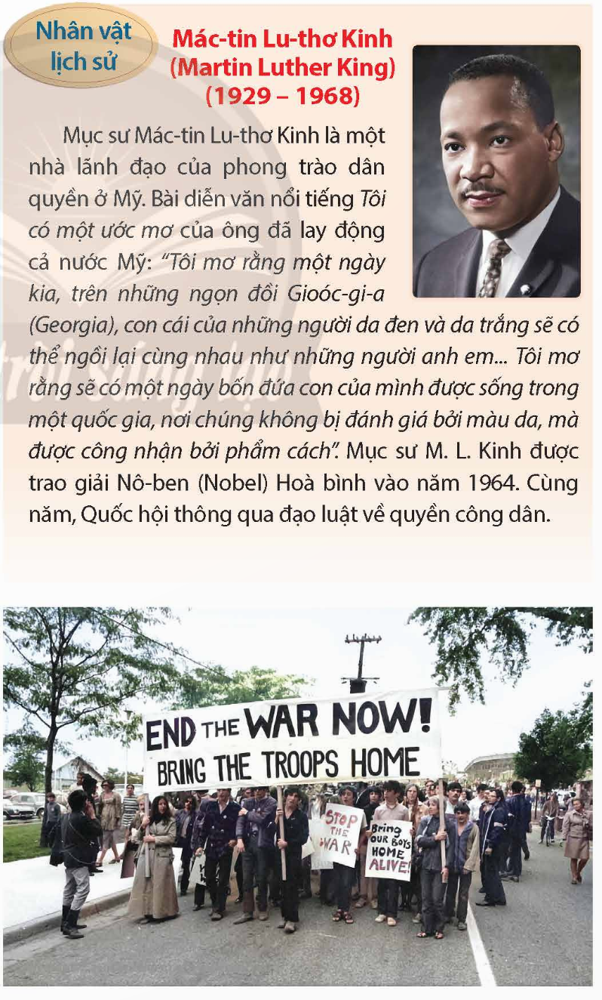 Nhân vật
lịch sử
Mác-tin Lu-thơ Kinh
(Martin Luther King)
(1929 – 1968)
Mục sư Mác-tin Lu-thơ Kinh là một
nhà lãnh đạo của phong trào dân
quyền ở Mỹ. Bài diễn văn nổi tiếng Tôi
có một ước mơ của ông đã lay động
cả nước Mỹ: “Tôi mơ rằng một ngày
kia, trên những ngọn đồi Gioóc-gi-a
(Georgia), con cái của những người da đen và da trắng sẽ có
thể ngồi lại cùng nhau như những người anh em... Tôi mơ
rằng sẽ có một ngày bốn đứa con của mình được sống trong
một quốc gia, nơi chúng không bị đánh giá bởi màu da, mà
được công nhận bởi phẩm cách”. Mục sư M. L. Kinh được
trao giải Nô-ben (Nobel) Hoà bình vào năm 1964. Cùng
năm, Quốc hội thông qua đạo luật về quyền công dân.
END THE WAR NOW!
BRING THE TROOPS HOME
STOP
THE
WAR
Bring
OUR BOYS
HOME
ALIVE!